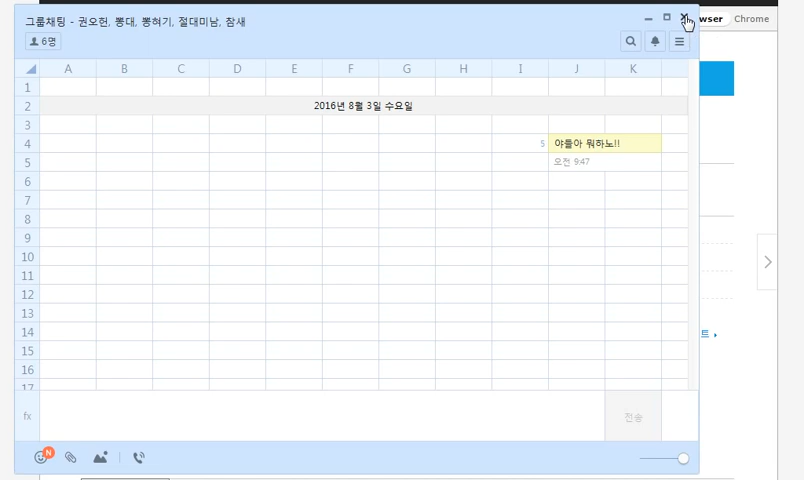 그룹채팅 - 권오헌, 뽕대, 뽕혀기, 절대미남, 참새
wser Chrome
6명
A B C D E F G H I J K
1
2 2016년 8월 3일 수요일
3
4 5 야들아 뭐하노!!
5 오전 9:47
6
7
8
9
10
11
12
13
트
14
15
16
17
fx 전송
N